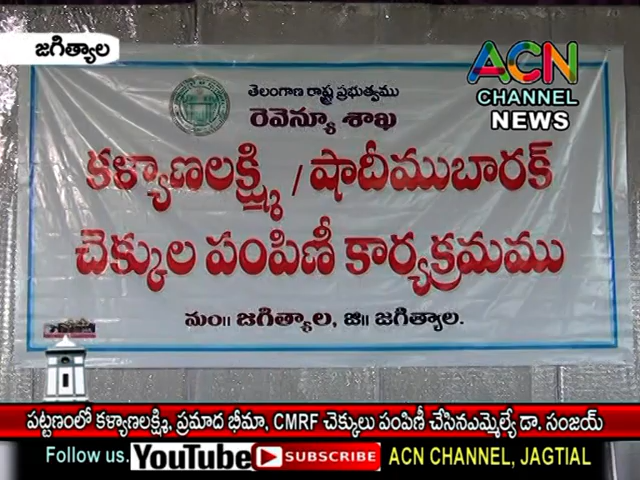 జగిత్యాల
ACN
CHANNEL
NEWS
తెలంగాణ రాష్ట్ర ప్రభుత్వము
రెవెన్యూ శాఖ
కళ్యాణలక్ష్మి / షాదీముబారక్
చెక్కుల పంపిణీ కార్యక్రమము
మం॥ జగిత్యాల, జి॥ జగిత్యాల.
పట్టణంలో కళ్యాణలక్ష్మి, ప్రమాద భీమా, CMRF చెక్కులు పంపిణీ చేసినఎమ్మెల్యే డా. సంజయ్
Follow us. YouTube SUBSCRIBE ACN CHANNEL, JAGTIAL